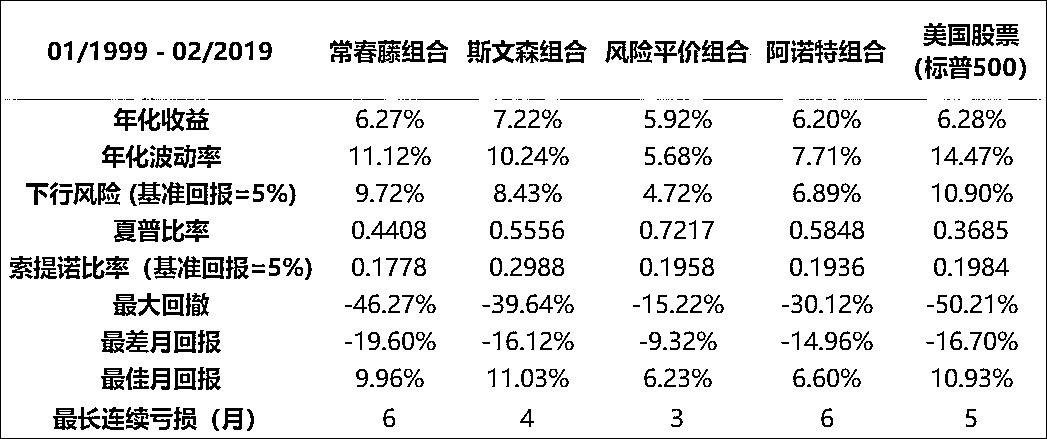 01/1999 - 02/2019 常春藤组合 斯文森组合 风险平价组合 阿诺特组合 美国股票 (标普500)
年化收益 6.27% 7.22% 5.92% 6.20% 6.28%
年化波动率 11.12% 10.24% 5.68% 7.71% 14.47%
下行风险 (基准回报=5%) 9.72% 8.43% 4.72% 6.89% 10.90%
夏普比率 0.4408 0.5556 0.7217 0.5848 0.3685
索提诺比率（基准回报=5%) 0.1778 0.2988 0.1958 0.1936 0.1984
最大回撤 -46.27% -39.64% -15.22% -30.12% -50.21%
最差月回报 -19.60% -16.12% -9.32% -14.96% -16.70%
最佳月回报 9.96% 11.03% 6.23% 6.60% 10.93%
最长连续亏损（月） 6 4 3 6 5